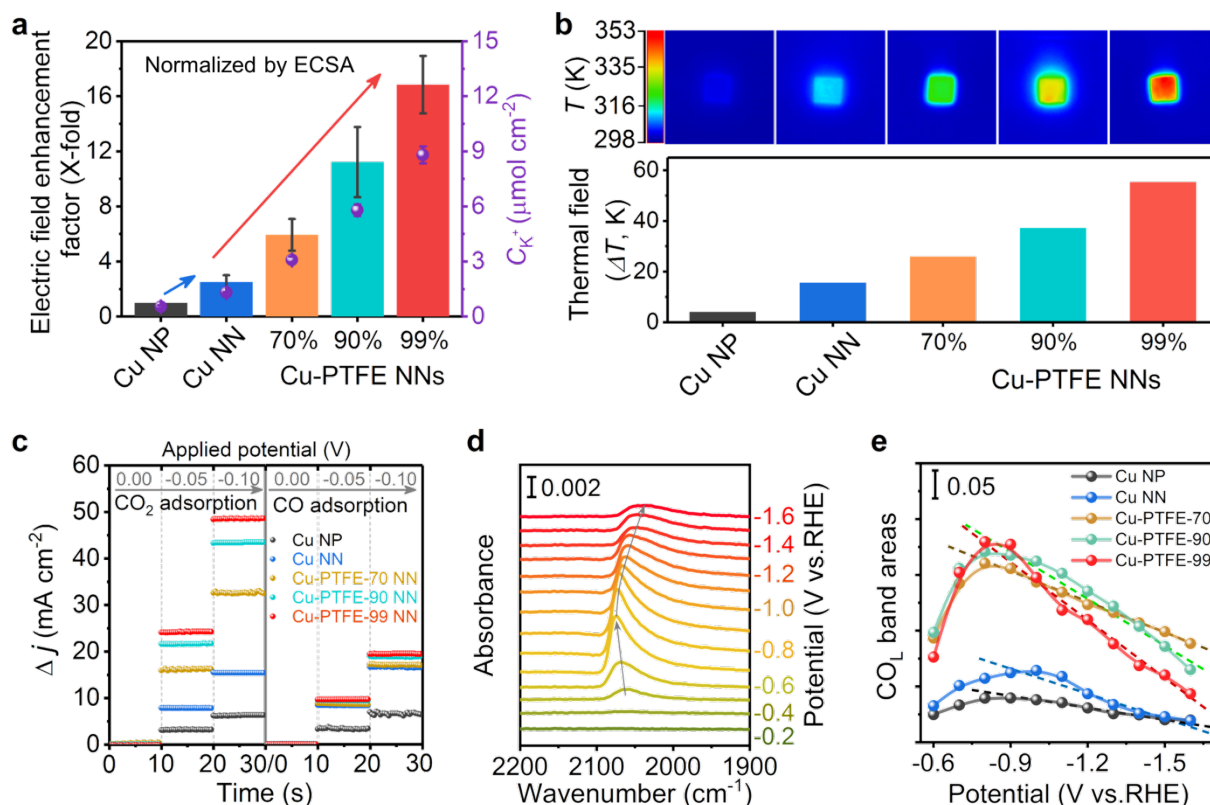 a
Electric field enhancement
factor (X-fold)
20
16
12
8
4
0
Normalized by ECSA
15
12
9
6
3
0
C_K+ (μmol cm⁻²)
Cu NP
Cu NN
70%
90%
99%
Cu-PTFE NNs
b
T (K)
353
335
316
298
Thermal field
(ΔT, K)
60
40
20
0
Cu NP
Cu NN
70%
90%
99%
Cu-PTFE NNs
c
Applied potential (V)
0.00 -0.05 -0.10 0.00 -0.05 -0.10
CO₂ adsorption CO adsorption
Cu NP
Cu NN
Cu-PTFE-70 NN
Cu-PTFE-90 NN
Cu-PTFE-99 NN
Δ j (mA cm⁻²)
60
50
40
30
20
10
0
0 10 20 30/0 10 20 30
Time (s)
d
0.002
Absorbance
-1.6
-1.4
-1.2
-1.0
-0.8
-0.6
-0.4
-0.2
Potential (V vs.RHE)
2200 2100 2000 1900
Wavenumber (cm⁻¹)
e
0.05
Cu NP
Cu NN
Cu-PTFE-70
Cu-PTFE-90
Cu-PTFE-99
CO_L band areas
-0.6 -0.9 -1.2 -1.5
Potential (V vs.RHE)